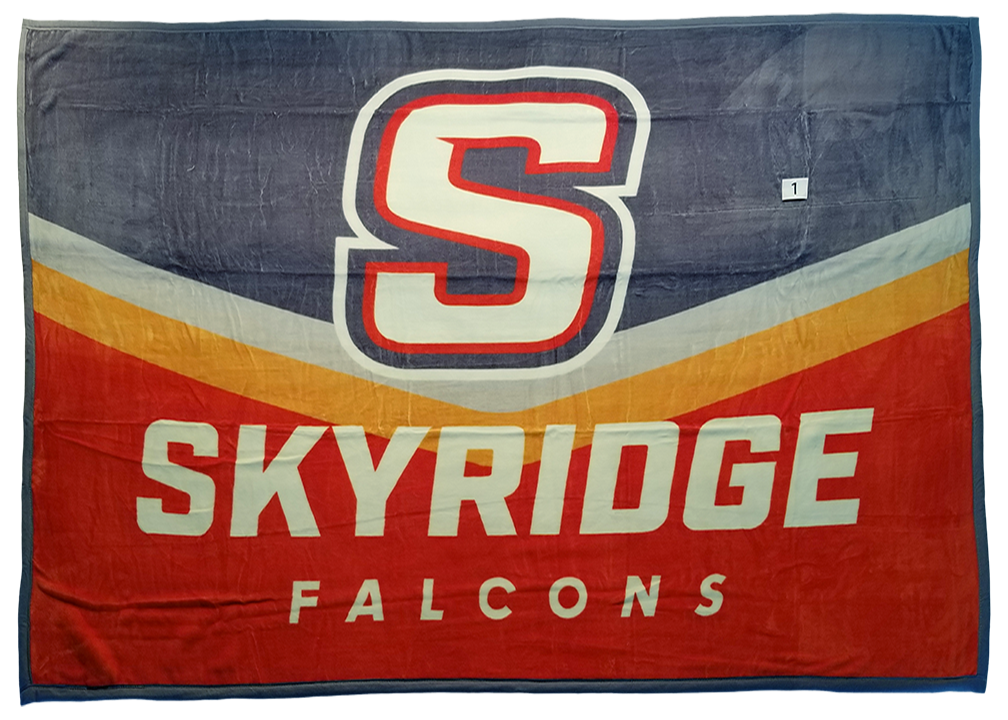 S
1
SKYRIDGE
FALCONS